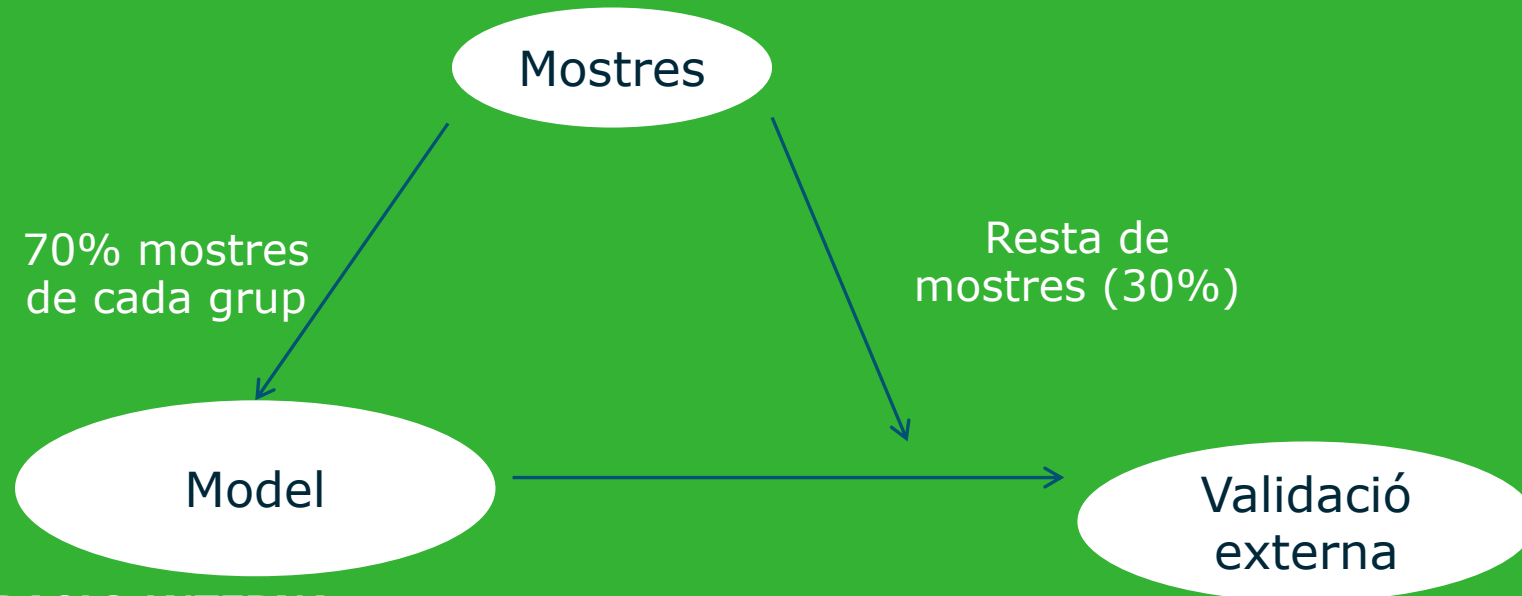 Mostres
70% mostres
de cada grup
Resta de
mostres (30%)
Model
Validació
externa